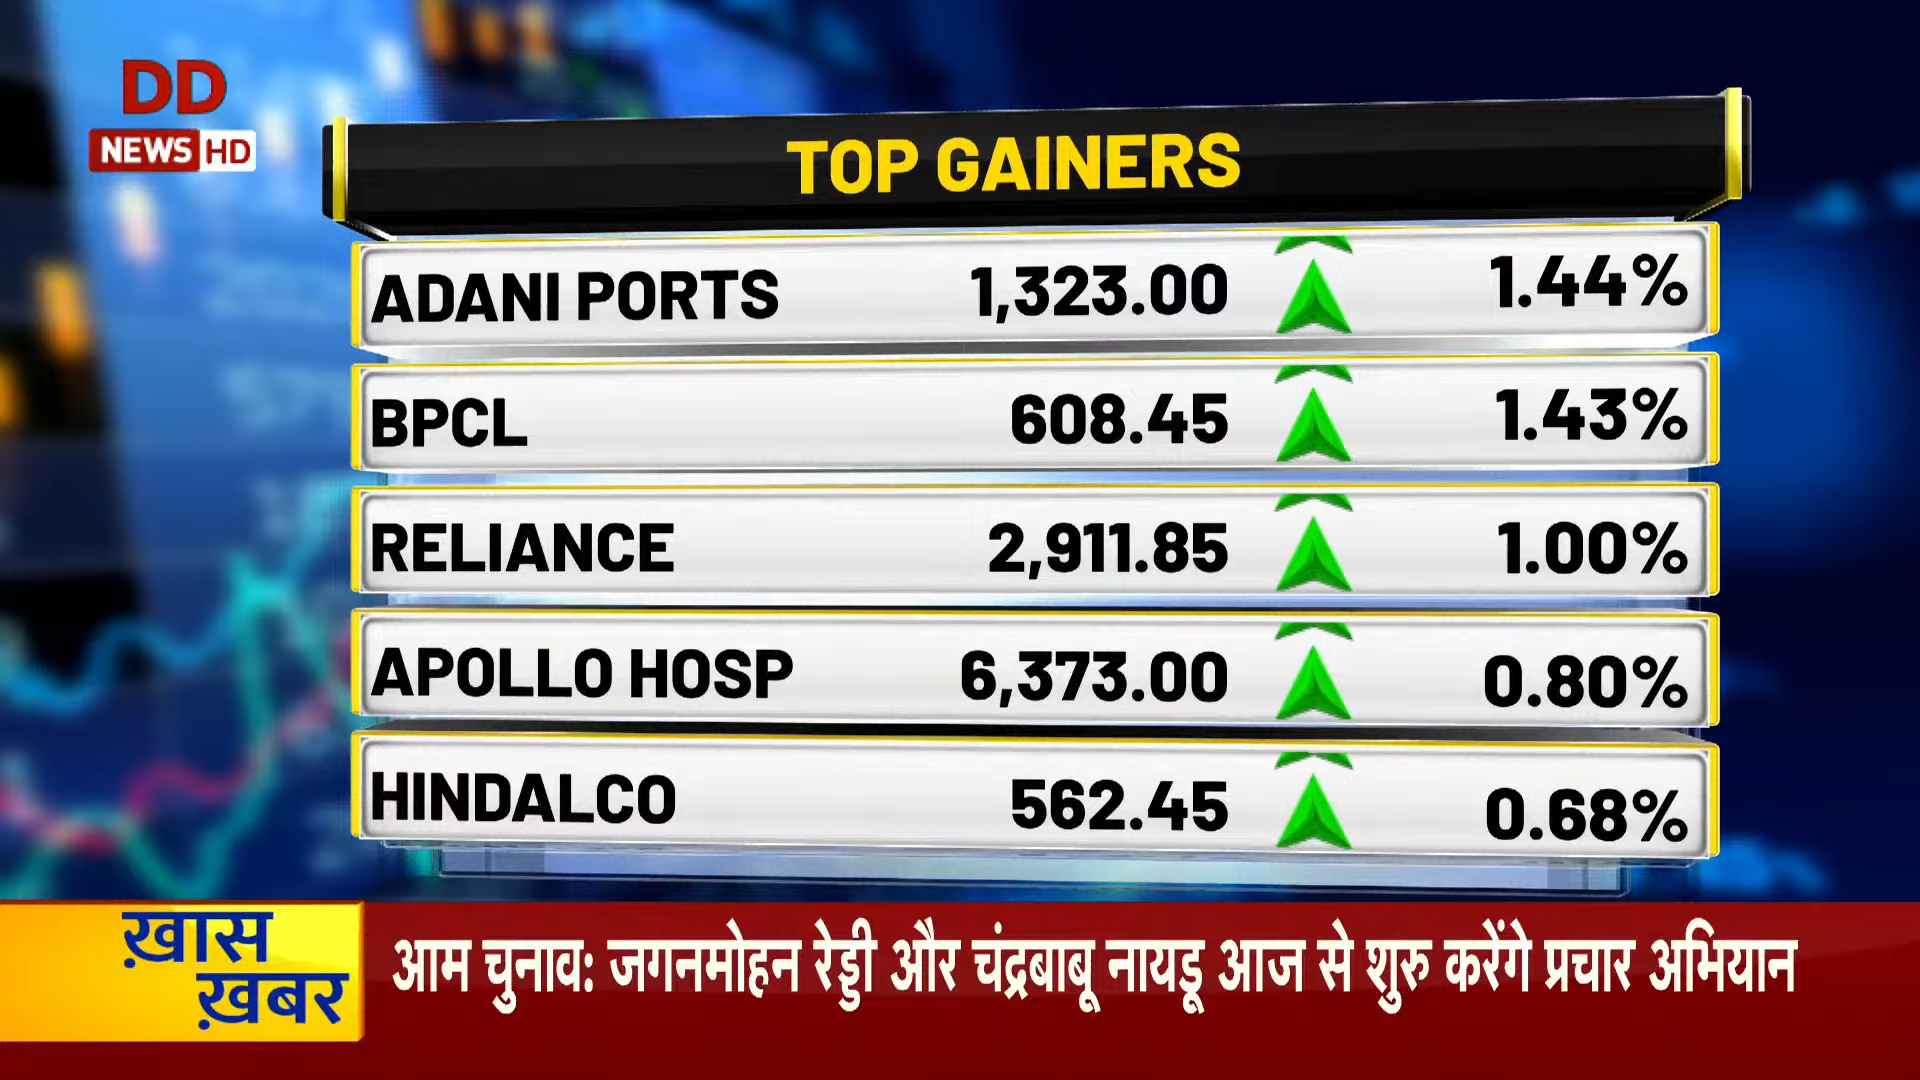 DD
NEWS HD
TOP GAINERS
ADANI PORTS 1,323.00 1.44%
BPCL 608.45 1.43%
RELIANCE 2,911.85 1.00%
APOLLO HOSP 6,373.00 0.80%
HINDALCO 562.45 0.68%
ख़ास
ख़बर
आम चुनाव: जगनमोहन रेड्डी और चंद्रबाबू नायडू आज से शुरु करेंगे प्रचार अभियान